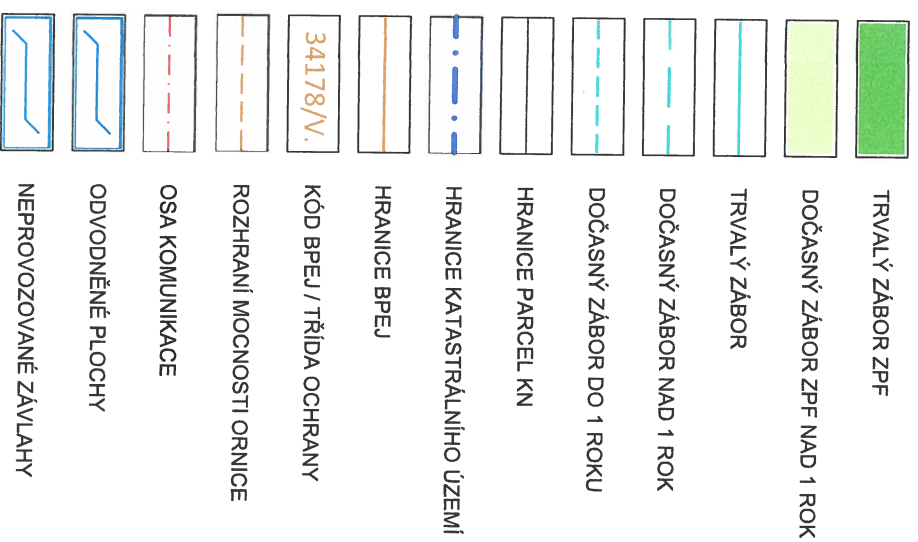 TRVALÝ ZÁBOR ZPF
DOČASNÝ ZÁBOR ZPF NAD 1 ROK
TRVALÝ ZÁBOR
DOČASNÝ ZÁBOR NAD 1 ROK
DOČASNÝ ZÁBOR DO 1 ROKU
HRANICE PARCEL KN
HRANICE KATASTRÁLNÍHO ÚZEMÍ
HRANICE BPEJ
34178/V. KÓD BPEJ / TŘÍDA OCHRANY
ROZHRANÍ MOCNOSTI ORNICE
OSA KOMUNIKACE
ODVODNĚNÉ PLOCHY
NEPROVOZOVANÉ ZÁVLAHY